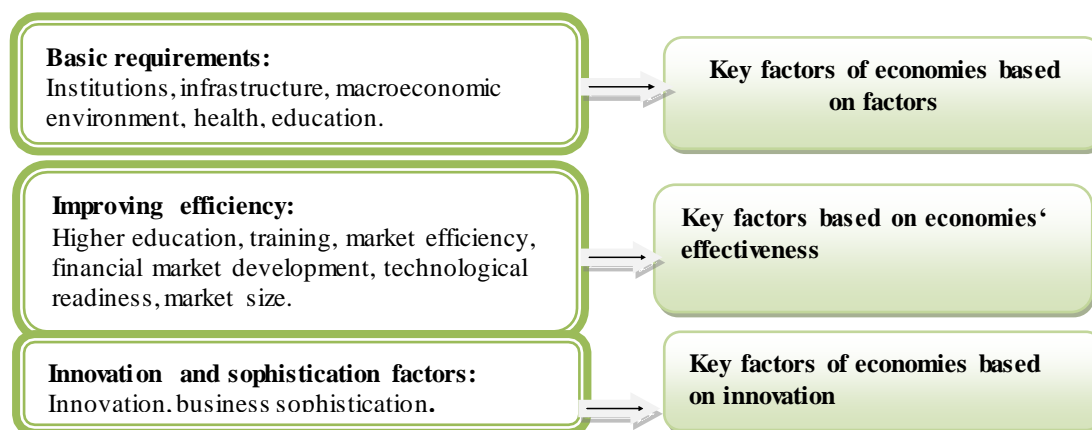 Basic requirements:
Institutions, infrastructure, macroeconomic
environment, health, education.
Key factors of economies based
on factors
Improving efficiency:
Higher education, training, market efficiency,
financial market development, technological
readiness, market size.
Key factors based on economies‘
effectiveness
Innovation and sophistication factors:
Innovation, business sophistication.
Key factors of economies based
on innovation